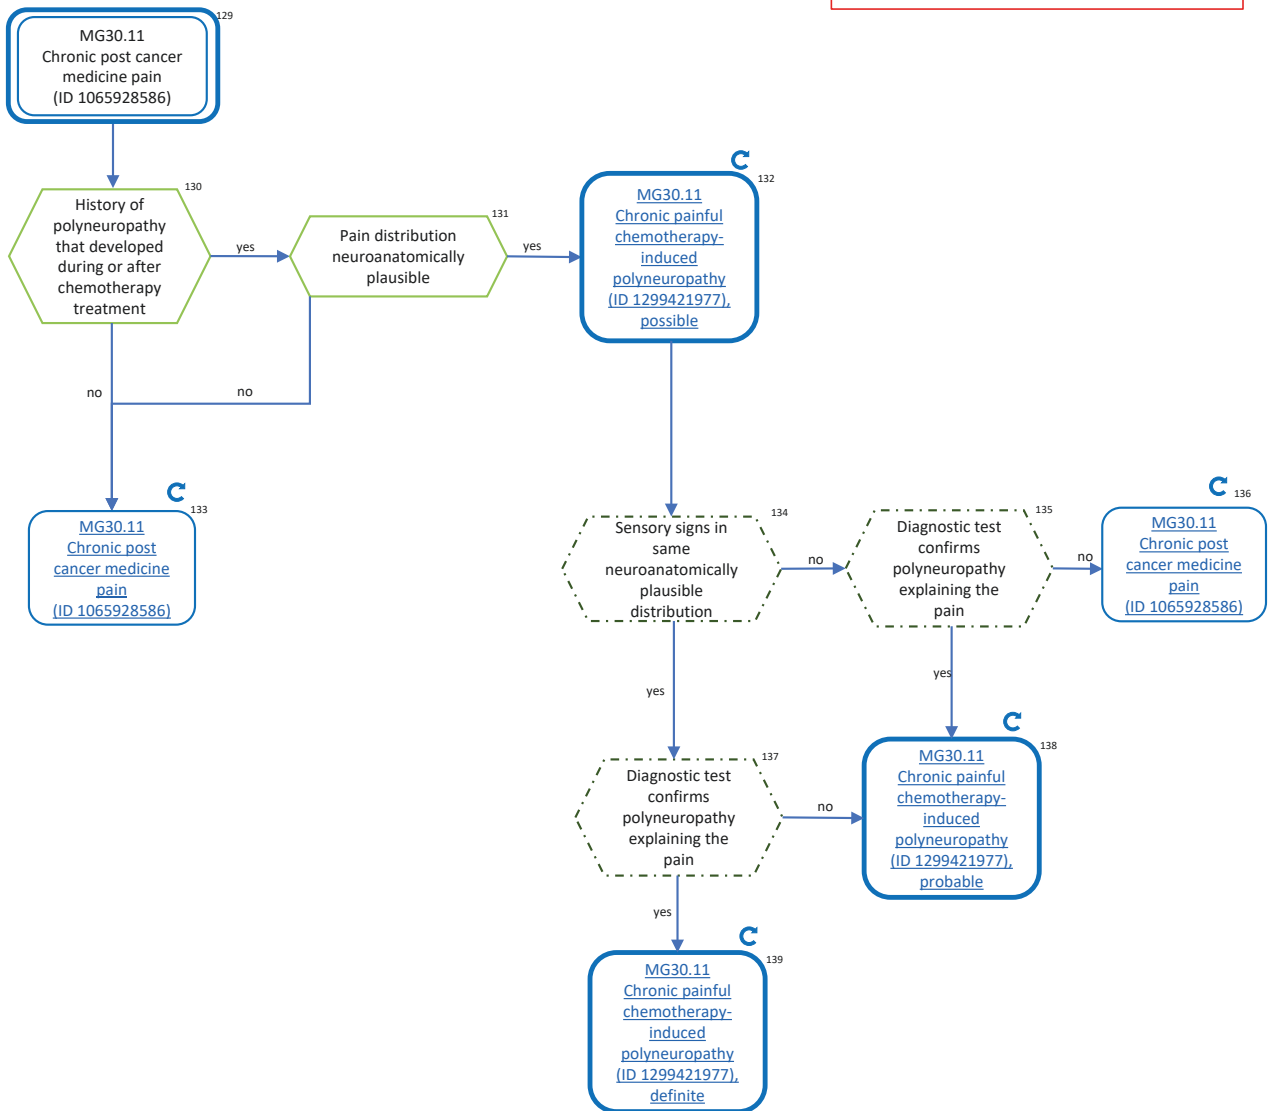 129
MG30.11
Chronic post cancer
medicine pain
(ID 1065928586)
130
History of
polyneuropathy
that developed
during or after
chemotherapy
treatment
yes
131
Pain distribution
neuroanatomically
plausible
yes
132
MG30.11
Chronic painful
chemotherapy-
induced
polyneuropathy
(ID 1299421977),
possible
no
no
133
MG30.11
Chronic post
cancer medicine
pain
(ID 1065928586)
134
Sensory signs in
same
neuroanatomically
plausible
distribution
no
135
Diagnostic test
confirms
polyneuropathy
explaining the
pain
no
136
MG30.11
Chronic post
cancer medicine
pain
(ID 1065928586)
yes
yes
137
Diagnostic test
confirms
polyneuropathy
explaining the
pain
no
138
MG30.11
Chronic painful
chemotherapy-
induced
polyneuropathy
(ID 1299421977),
probable
yes
139
MG30.11
Chronic painful
chemotherapy-
induced
polyneuropathy
(ID 1299421977),
definite